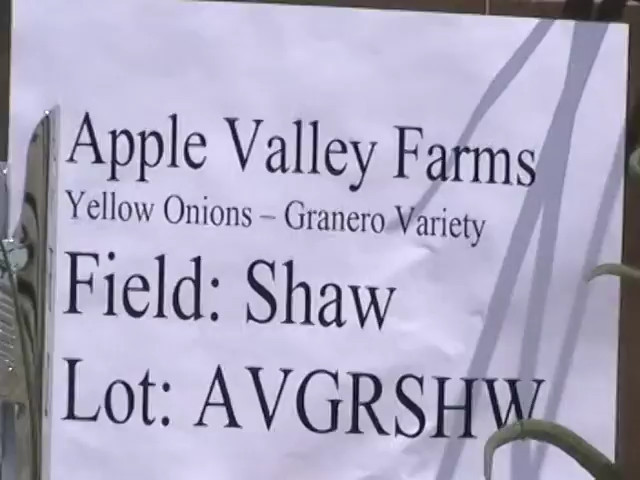 Apple Valley Farms
Yellow Onions – Granero Variety
Field: Shaw
Lot: AVGRSHW